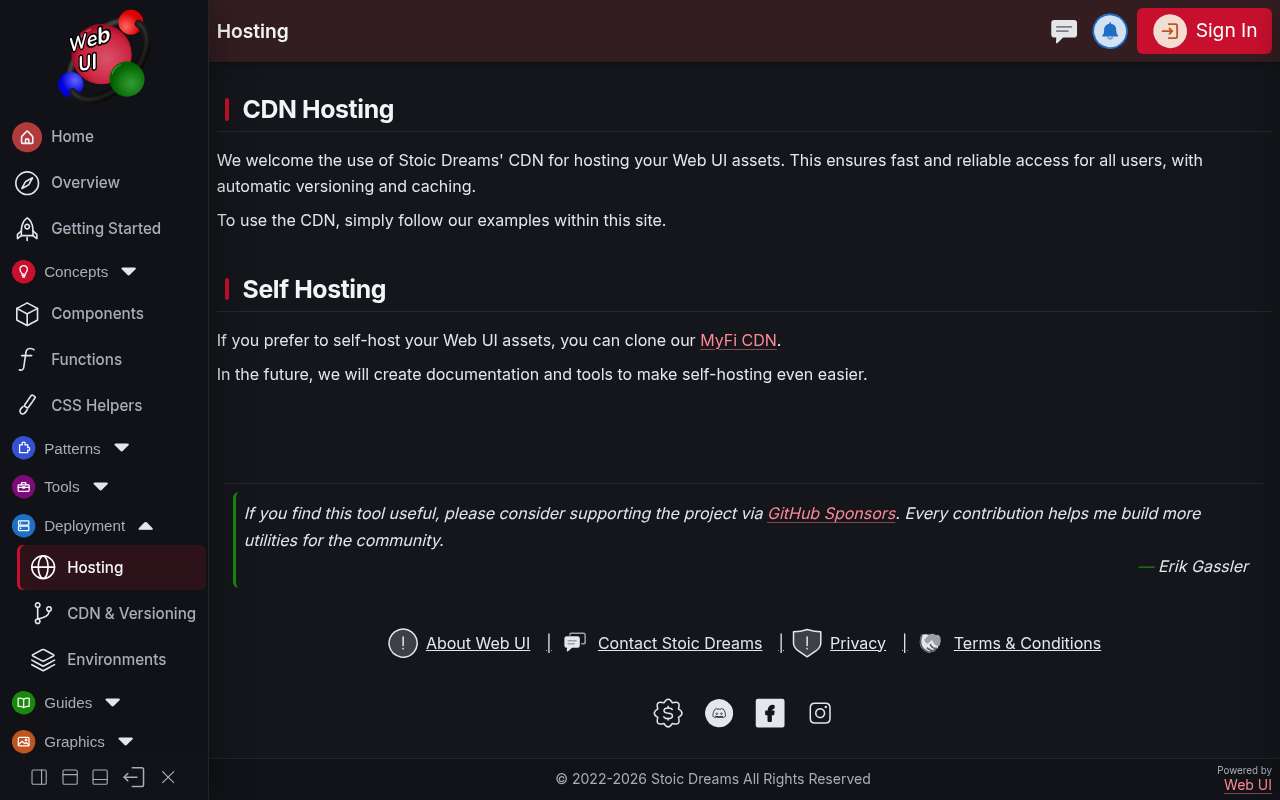 Web
UI
Home
Overview
Getting Started
Concepts
Components
Functions
CSS Helpers
Patterns
Tools
Deployment
Hosting
CDN & Versioning
Environments
Guides
Graphics
Hosting
Sign In
CDN Hosting
We welcome the use of Stoic Dreams' CDN for hosting your Web UI assets. This ensures fast and reliable access for all users, with
automatic versioning and caching.
To use the CDN, simply follow our examples within this site.
Self Hosting
If you prefer to self-host your Web UI assets, you can clone our MyFi CDN.
In the future, we will create documentation and tools to make self-hosting even easier.
If you find this tool useful, please consider supporting the project via GitHub Sponsors. Every contribution helps me build more
utilities for the community.
— Erik Gassler
About Web UI | Contact Stoic Dreams | Privacy | Terms & Conditions
© 2022-2026 Stoic Dreams All Rights Reserved
Powered by
Web UI